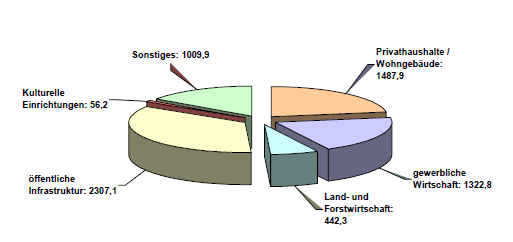 Sonstiges: 1009,9
Privathaushalte /
Wohngebäude:
1487,9
Kulturelle
Einrichtungen: 56,2
öffentliche
Infrastruktur: 2307,1
gewerbliche
Wirtschaft: 1322,8
Land- und
Forstwirtschaft:
442,3